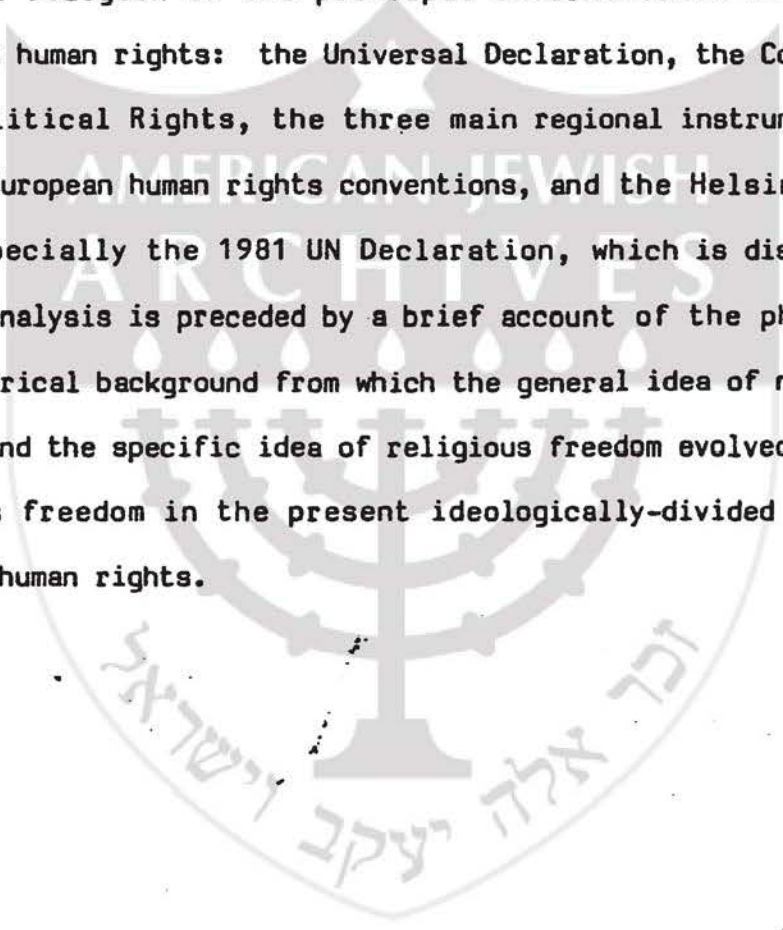 human rights: the Universal Declaration, the Co
litical Rights, the three main regional instru
uropean human rights conventions, and the Helsi
AMERICAN JEWISH
pecially the 1981 UN Declaration, which is dis
ARCHIVES
nalysis is preceded by a brief account of the ph
rical background from which the general idea of
nd the specific idea of religious freedom evolved
freedom in the present ideologically-divided
human rights.
זכר אלה יעקב וישראל